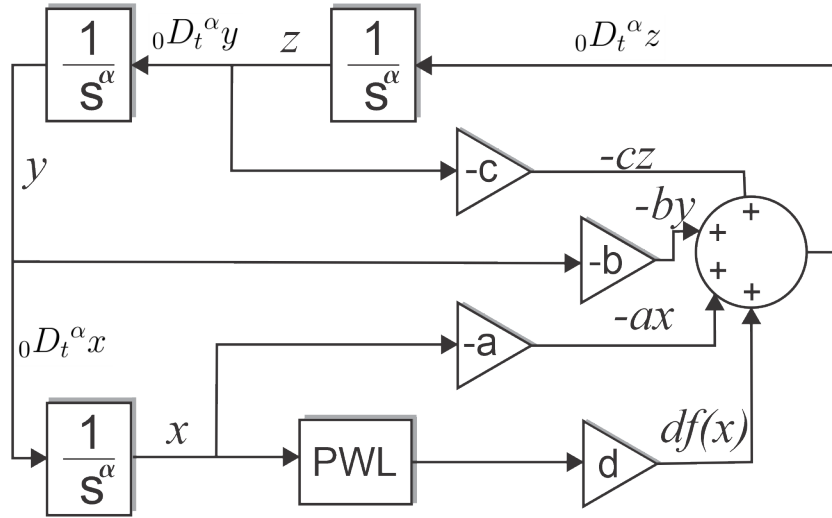 1
s^α
₀D_t^α y
z
1
s^α
₀D_t^α z
y
-c
-cz
-by
+
+
-b
+
+
₀D_t^α x
-a
-ax
1
s^α
x
PWL
d
df(x)